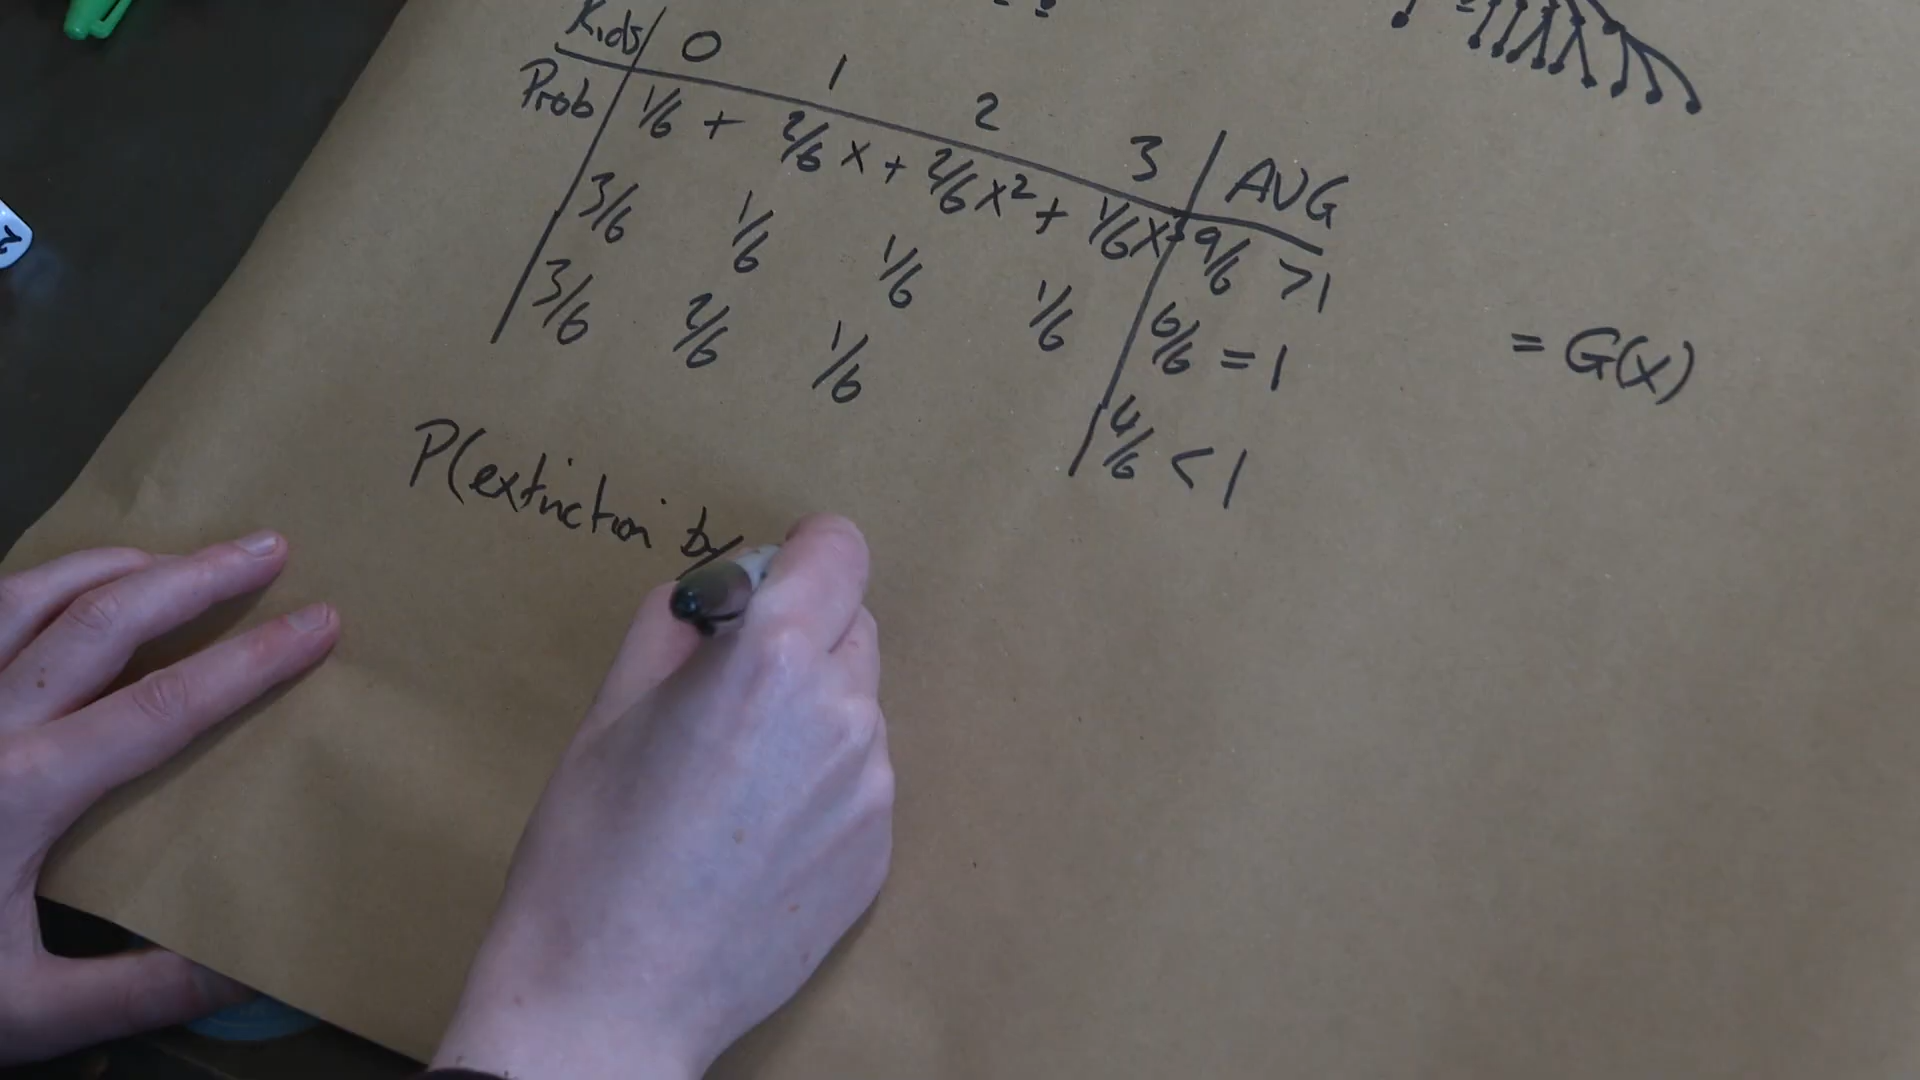 Kids 0 1 2 3 AVG
Prob 1/6 + 2/6 x + 2/6 x² + 1/6 x³ 9/6 >1
3/6 1/6 1/6 1/6 6/6 = 1
3/6 2/6 1/6 4/6 < 1
= G(x)
P(extinction by
2